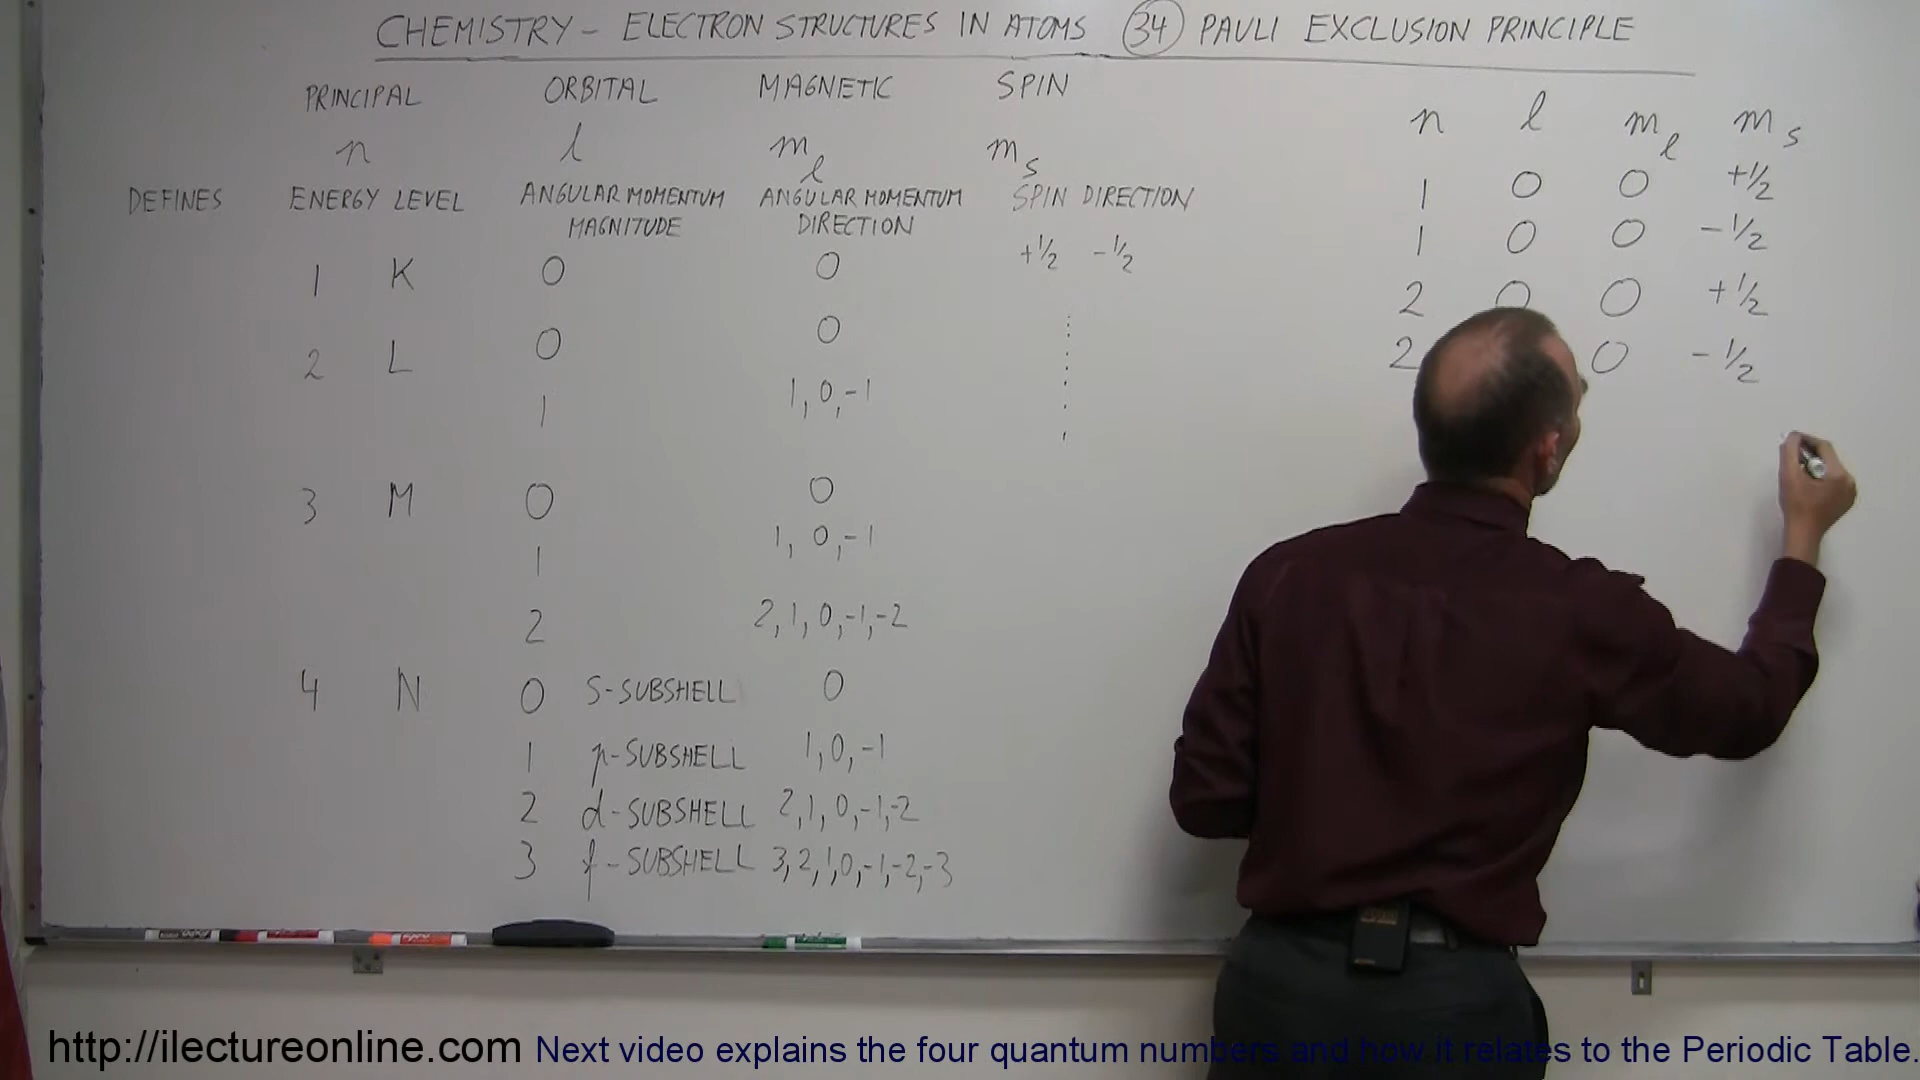 CHEMISTRY - ELECTRON STRUCTURES IN ATOMS 34 PAULI EXCLUSION PRINCIPLE
PRINCIPAL ORBITAL MAGNETIC SPIN
n l m l m s
DEFINES ENERGY LEVEL ANGULAR MOMENTUM MAGNITUDE ANGULAR MOMENTUM DIRECTION SPIN DIRECTION
1 K 0 0 +1/2 -1/2
2 L 0 0
1 1, 0, -1
3 M 0 0
1 1, 0, -1
2 2, 1, 0, -1, -2
4 N 0 S-SUBSHELL 0
1 p-SUBSHELL 1, 0, -1
2 d-SUBSHELL 2, 1, 0, -1, -2
3 f-SUBSHELL 3, 2, 1, 0, -1, -2, -3
n l m l m s
1 0 0 +1/2
1 0 0 -1/2
2 0 0 +1/2
2 0 -1/2
http://ilectureonline.com Next video explains the four quantum numbers and how it relates to the Periodic Table.